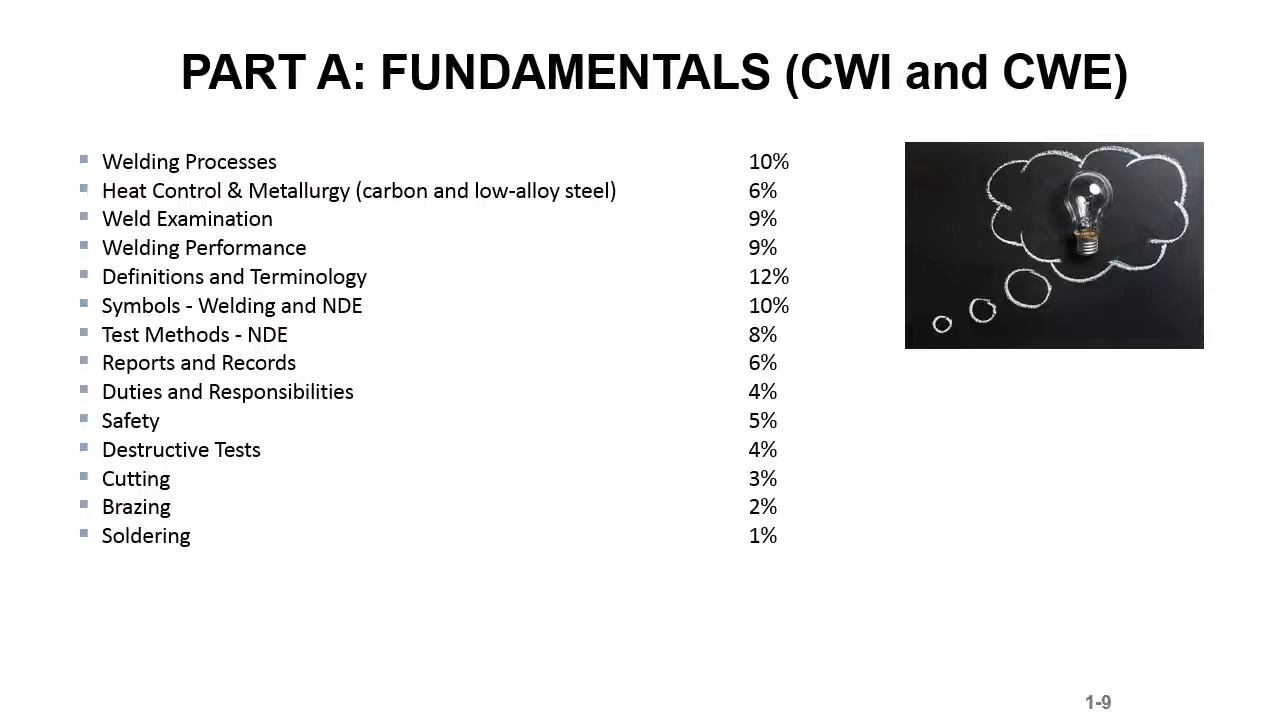 PART A: FUNDAMENTALS (CWI and CWE)
Welding Processes 10%
Heat Control & Metallurgy (carbon and low-alloy steel) 6%
Weld Examination 9%
Welding Performance 9%
Definitions and Terminology 12%
Symbols - Welding and NDE 10%
Test Methods - NDE 8%
Reports and Records 6%
Duties and Responsibilities 4%
Safety 5%
Destructive Tests 4%
Cutting 3%
Brazing 2%
Soldering 1%
1-9